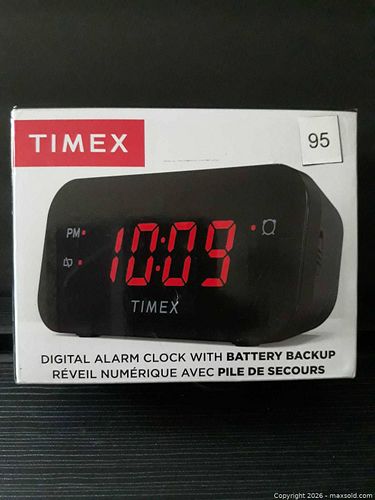 TIMEX
95
PM
10:09
TIMEX
DIGITAL ALARM CLOCK WITH BATTERY BACKUP
RÉVEIL NUMÉRIQUE AVEC PILE DE SECOURS
Copyright 2026 - maxsold.com